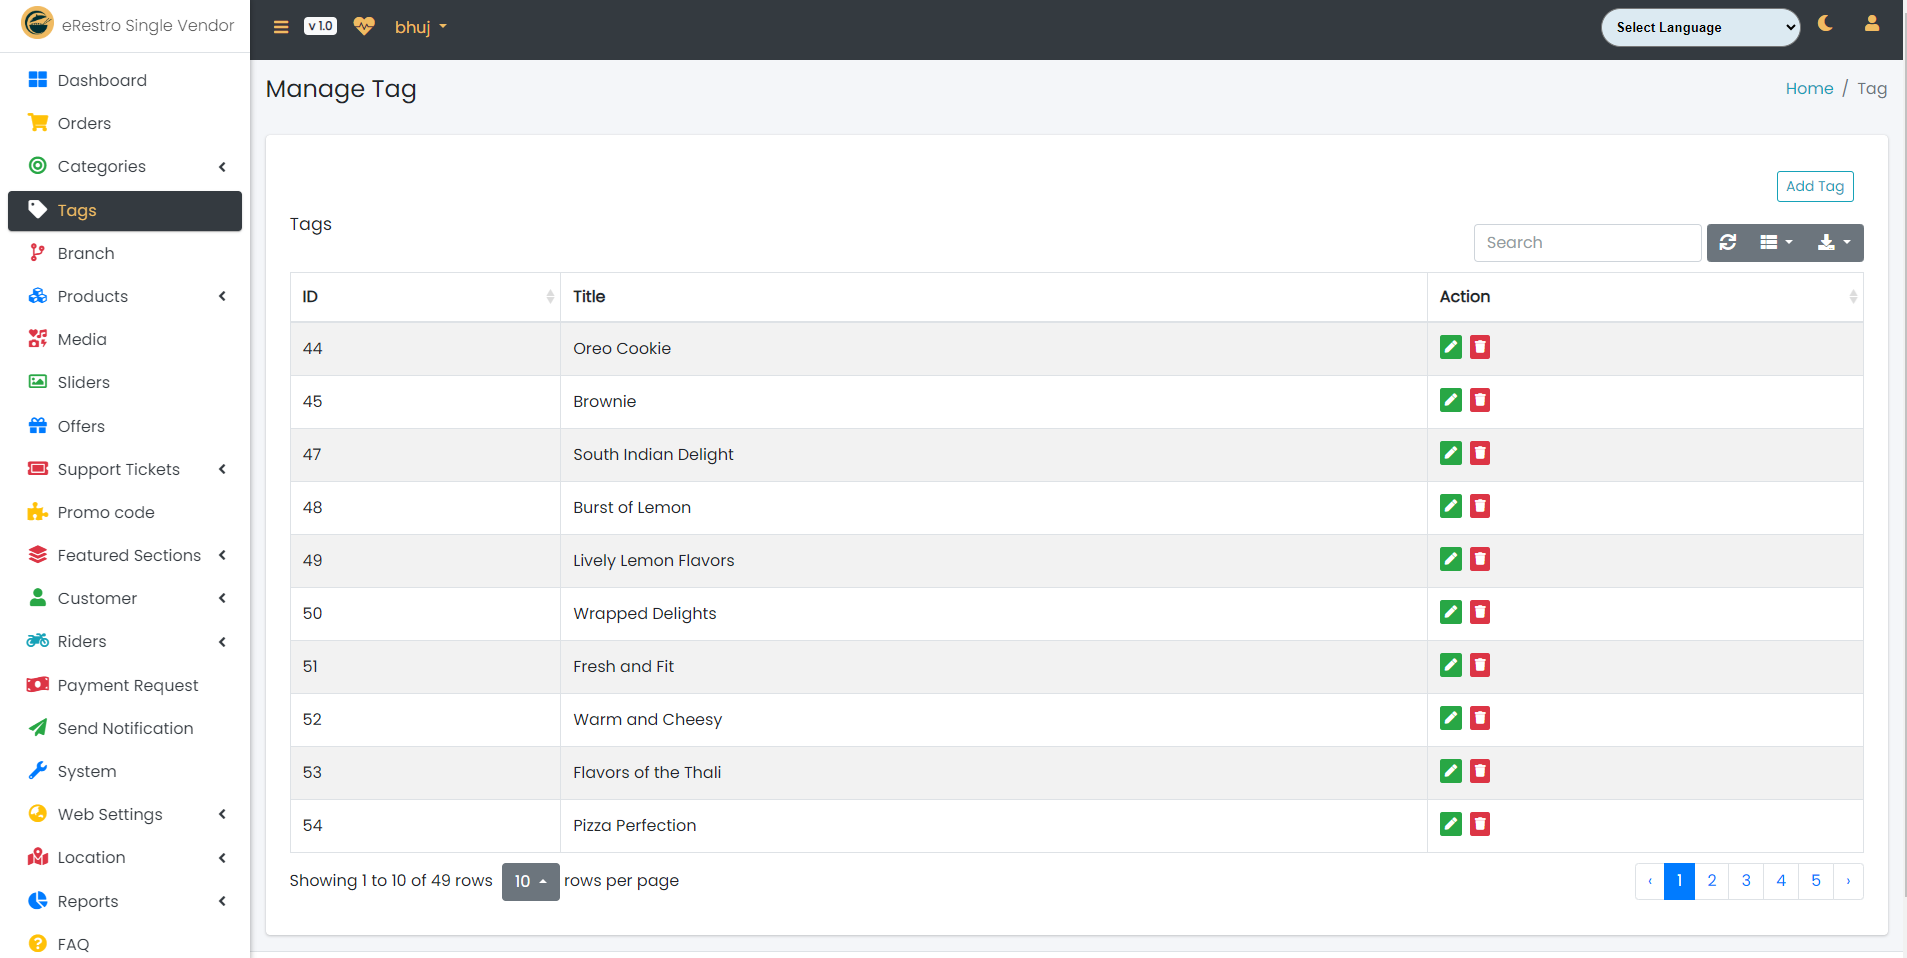 eRestro Single Vendor
v 1.0
bhuj
Select Language
Dashboard
Orders
Categories
Tags
Branch
Products
Media
Sliders
Offers
Support Tickets
Promo code
Featured Sections
Customer
Riders
Payment Request
Send Notification
System
Web Settings
Location
Reports
FAQ
Manage Tag
Home / Tag
Add Tag
Tags
Search
ID Title Action
44 Oreo Cookie
45 Brownie
47 South Indian Delight
48 Burst of Lemon
49 Lively Lemon Flavors
50 Wrapped Delights
51 Fresh and Fit
52 Warm and Cheesy
53 Flavors of the Thali
54 Pizza Perfection
Showing 1 to 10 of 49 rows 10 rows per page
‹ 1 2 3 4 5 ›